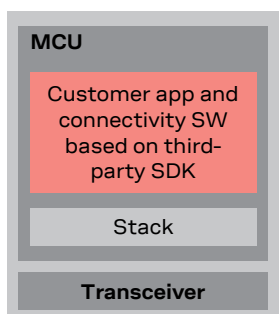 MCU
Customer app and
connectivity SW
based on third-
party SDK
Stack
Transceiver